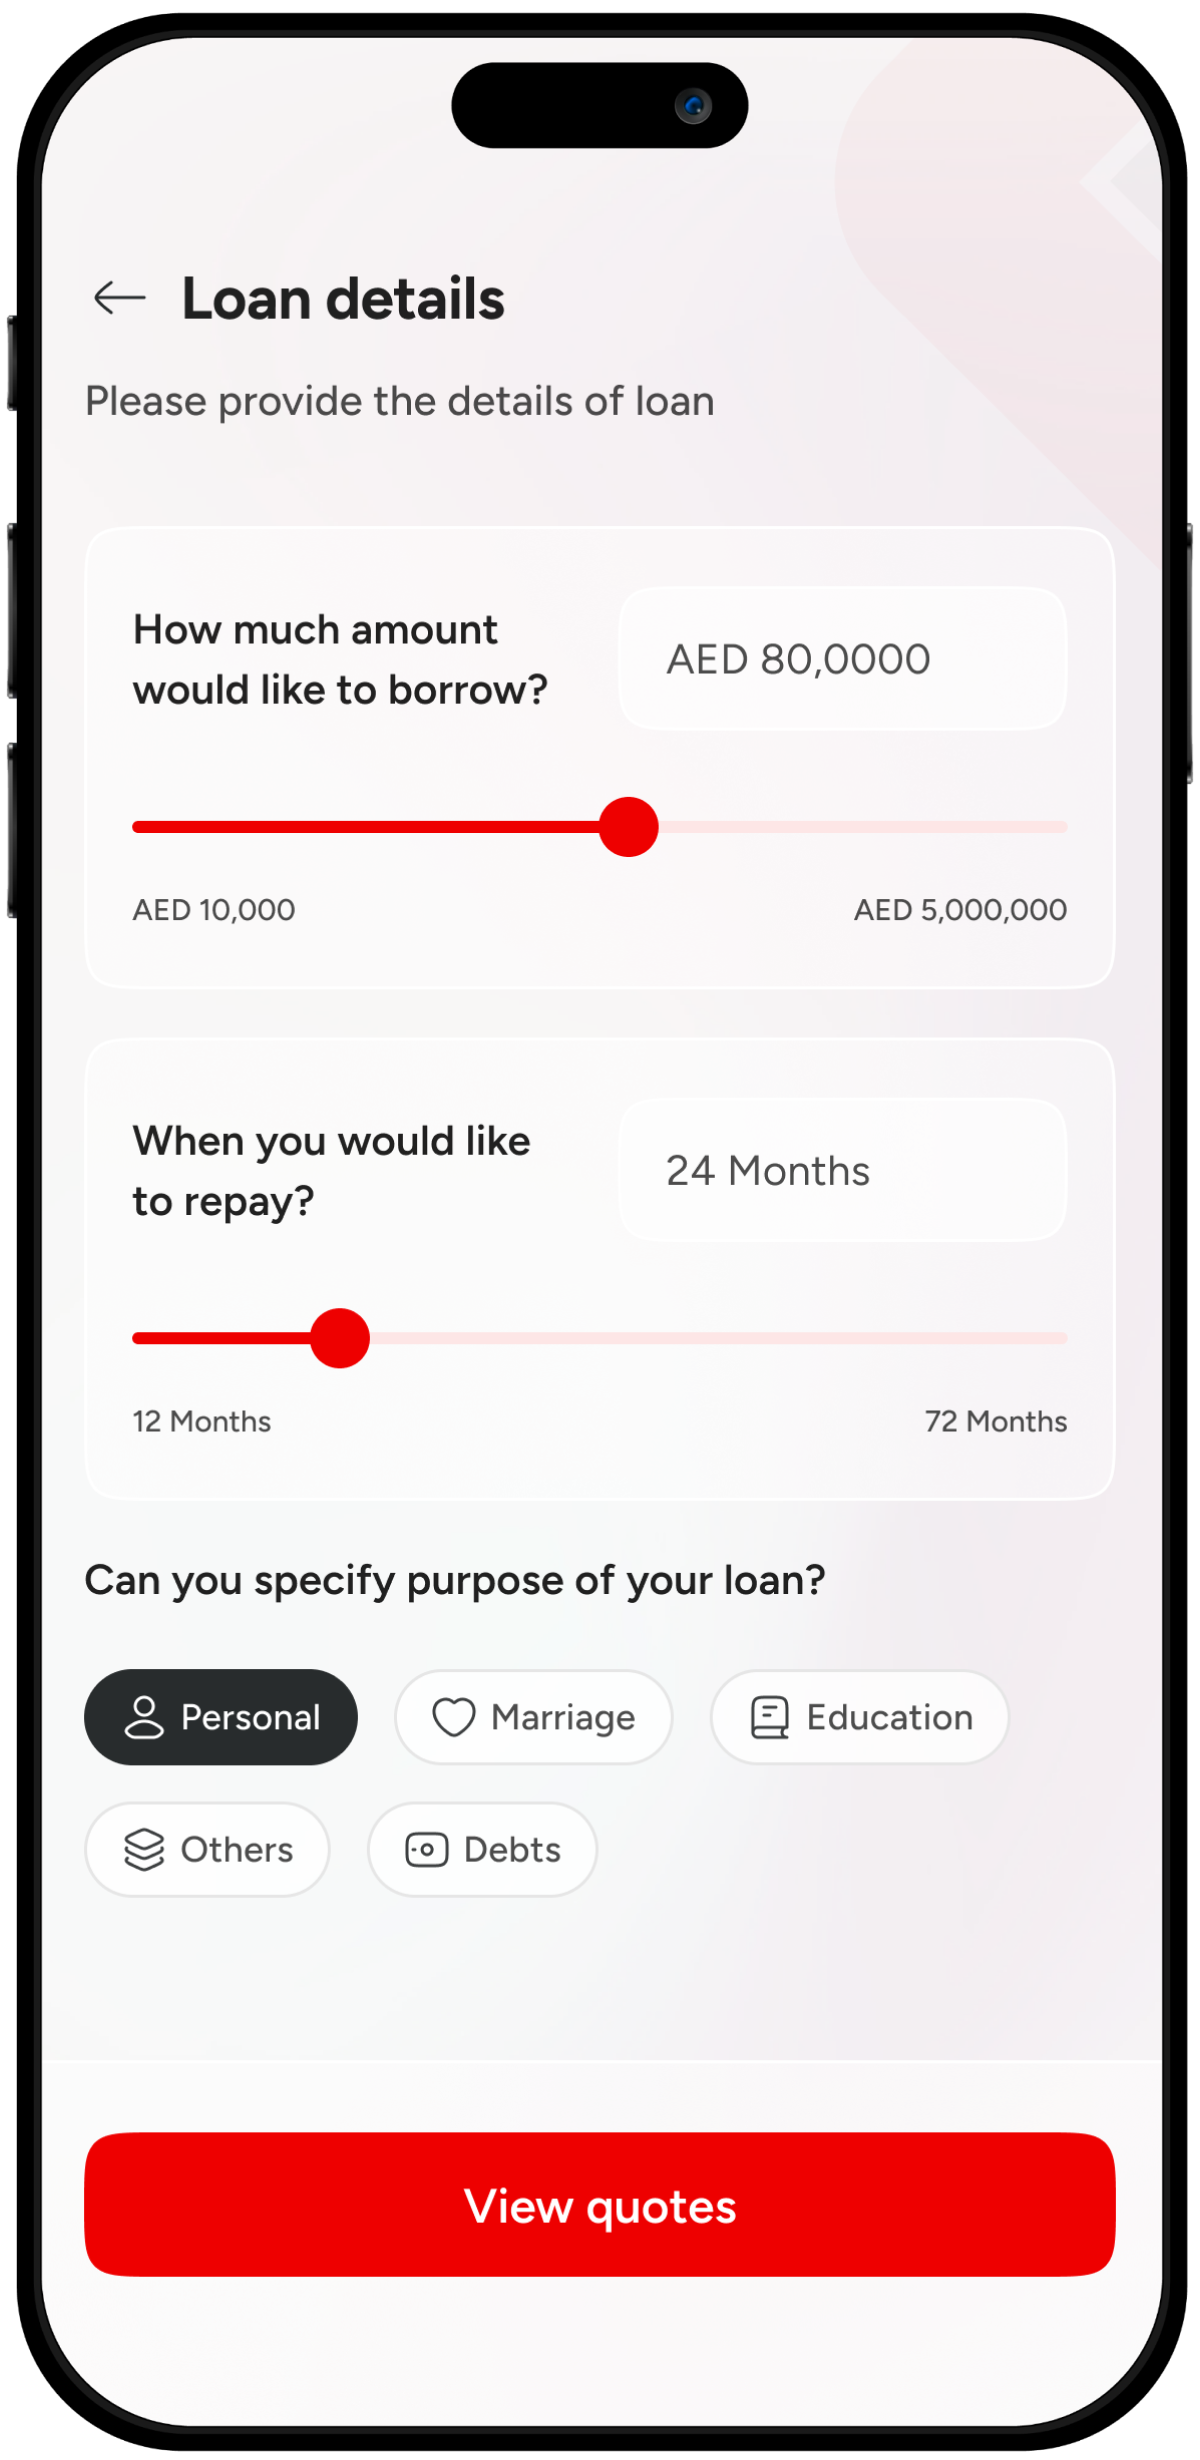 Loan details
Please provide the details of loan
How much amount
would like to borrow?
AED 80,0000
AED 10,000
AED 5,000,000
When you would like
to repay?
24 Months
12 Months
72 Months
Can you specify purpose of your loan?
Personal
Marriage
Education
Others
Debts
View quotes